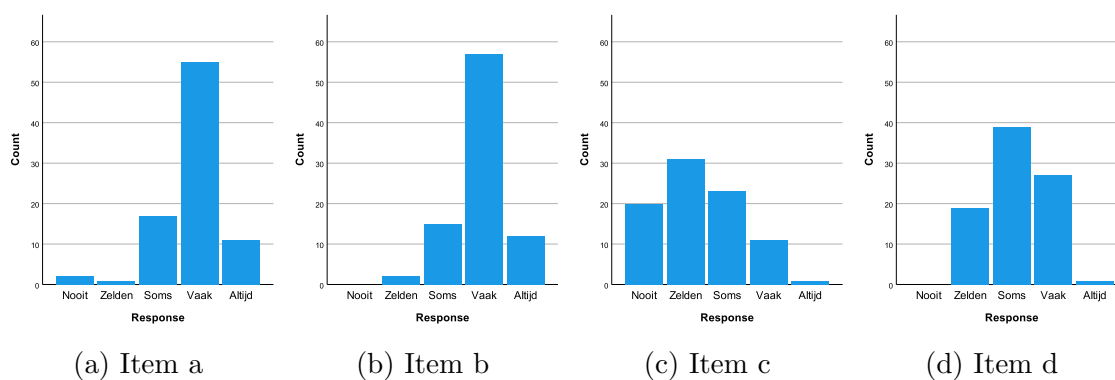 60
50
40
30
20
10
0
Count
Nooit Zelden Soms Vaak Altijd
Response
(a) Item a
60
50
40
30
20
10
0
Count
Nooit Zelden Soms Vaak Altijd
Response
(b) Item b
60
50
40
30
20
10
0
Count
Nooit Zelden Soms Vaak Altijd
Response
(c) Item c
60
50
40
30
20
10
0
Count
Nooit Zelden Soms Vaak Altijd
Response
(d) Item d